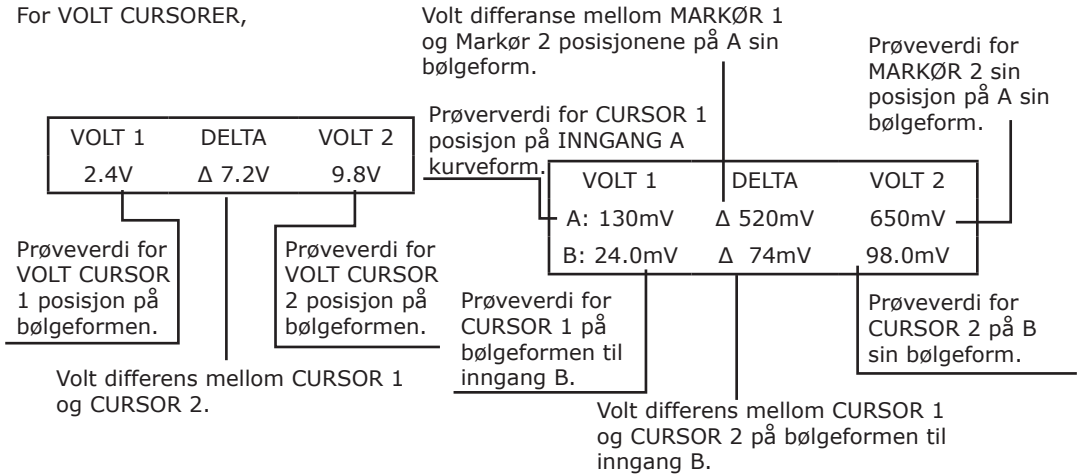 For VOLT CURSORER,
Volt differanse mellom MARKØR 1
og Markør 2 posisjonene på A sin
bølgeform.
Prøveverdi for
MARKØR 2 sin
posisjon på A sin
bølgeform.
Prøerverdi for CURSOR 1
posisjon på INNGANG A
kurveform.
VOLT 1 DELTA VOLT 2
2.4V Δ 7.2V 9.8V
VOLT 1 DELTA VOLT 2
A: 130mV Δ 520mV 650mV
B: 24.0mV Δ 74mV 98.0mV
Prøveverdi for
VOLT CURSOR
1 posisjon på
bølgeformen.
Prøveverdi for
VOLT CURSOR
2 posisjon på
bølgeformen.
Prøveverdi for
CURSOR 1 på
bølgeformen til
inngang B.
Prøveverdi for
CURSOR 2 på B
sin bølgeform.
Volt differens mellom CURSOR 1
og CURSOR 2.
Volt differens mellom CURSOR 1
og CURSOR 2 på bølgeformen til
inngang B.